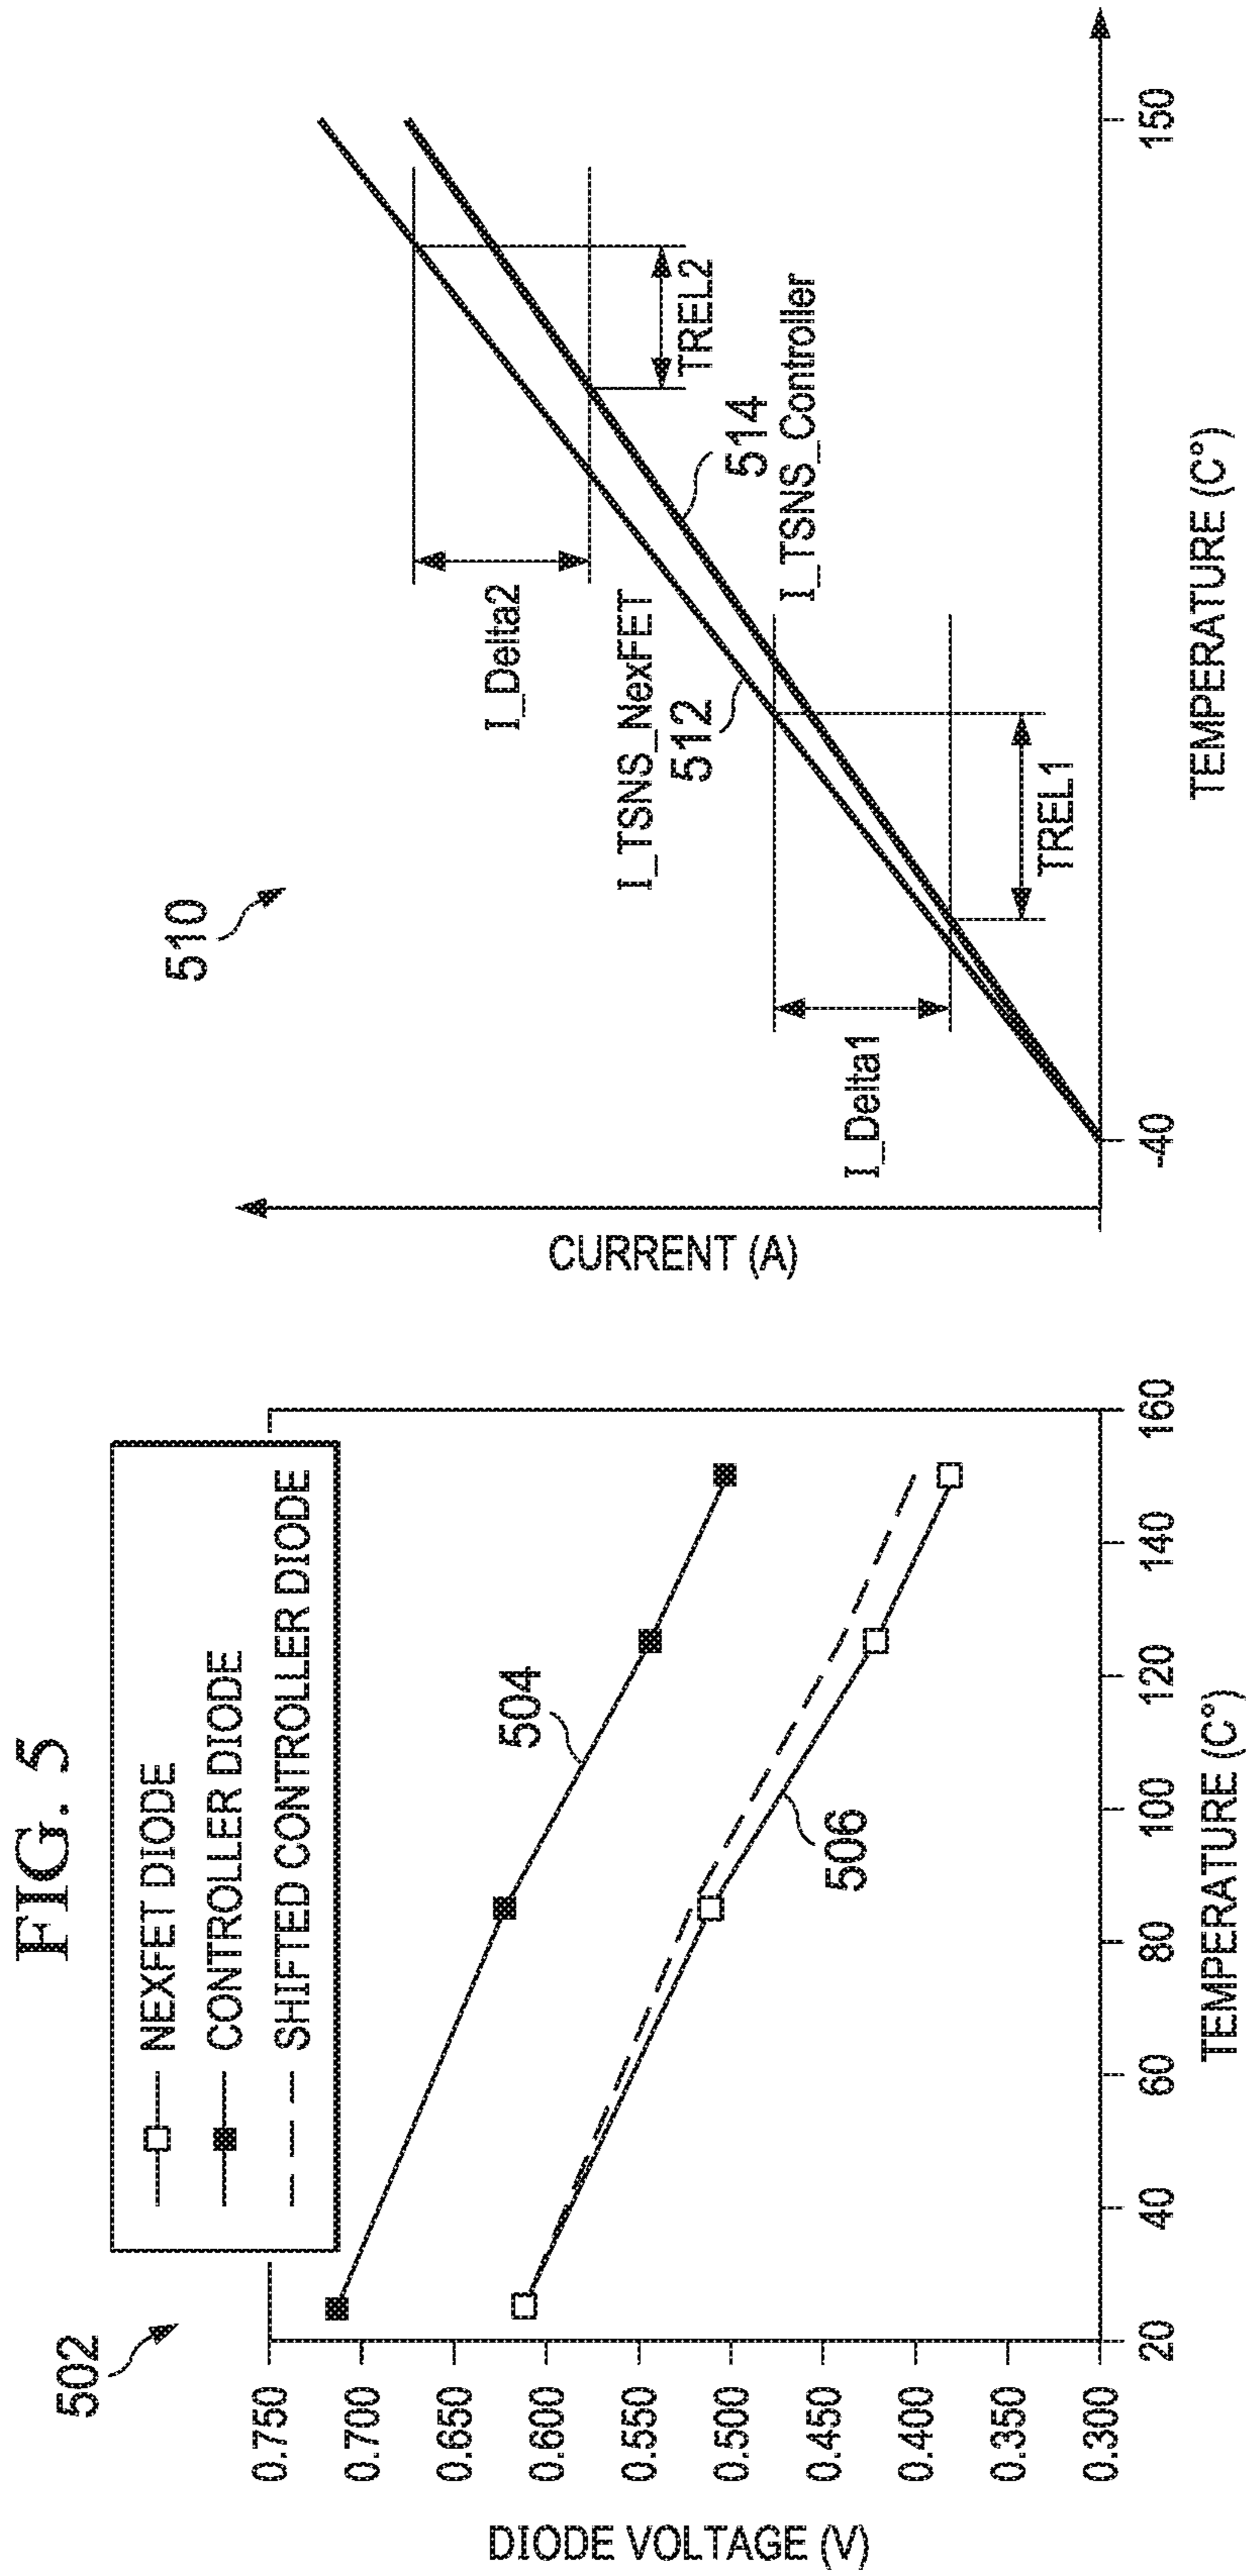 FIG. 5
502
NEXFET DIODE
CONTROLLER DIODE
SHIFTED CONTROLLER DIODE
DIODE VOLTAGE (V)
0.750
0.700
0.650
0.600
0.550
0.500
0.450
0.400
0.350
0.300
504
506
20
40
60
80
100
120
140
160
TEMPERATURE (C°)
510
CURRENT (A)
I_Delta2
I_TSNS_NexFET
512
514
I_TSNS_Controller
TREL2
I_Delta1
TREL1
-40
150
TEMPERATURE (C°)